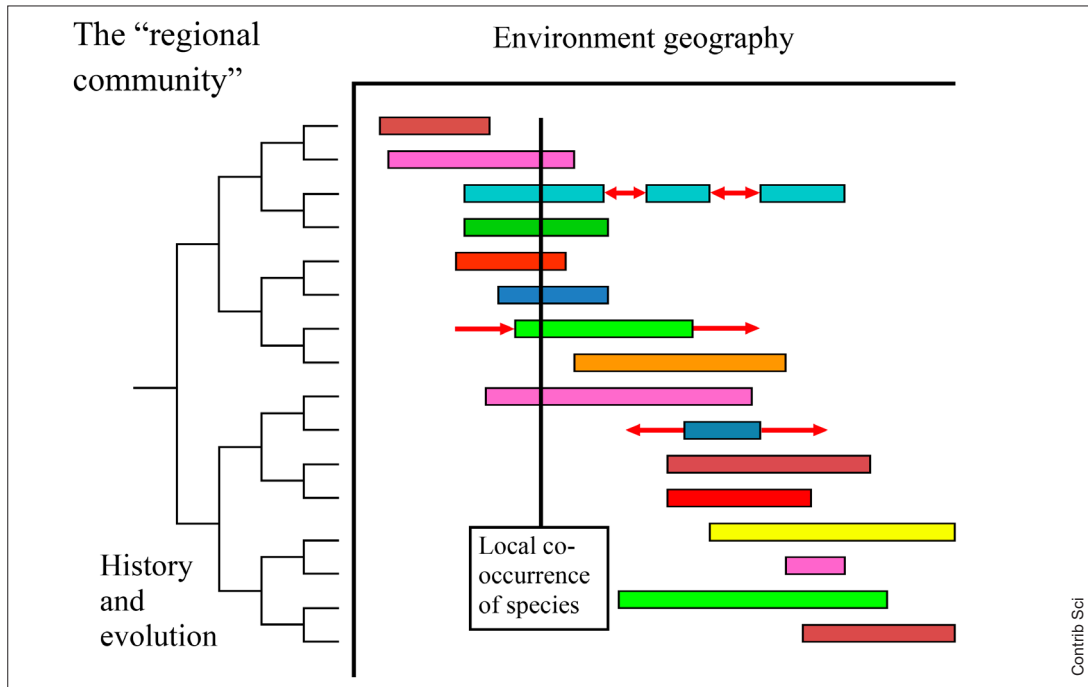 The “regional
community”
Environment geography
Local co-
occurrence
of species
History
and
evolution
Contrib Sci